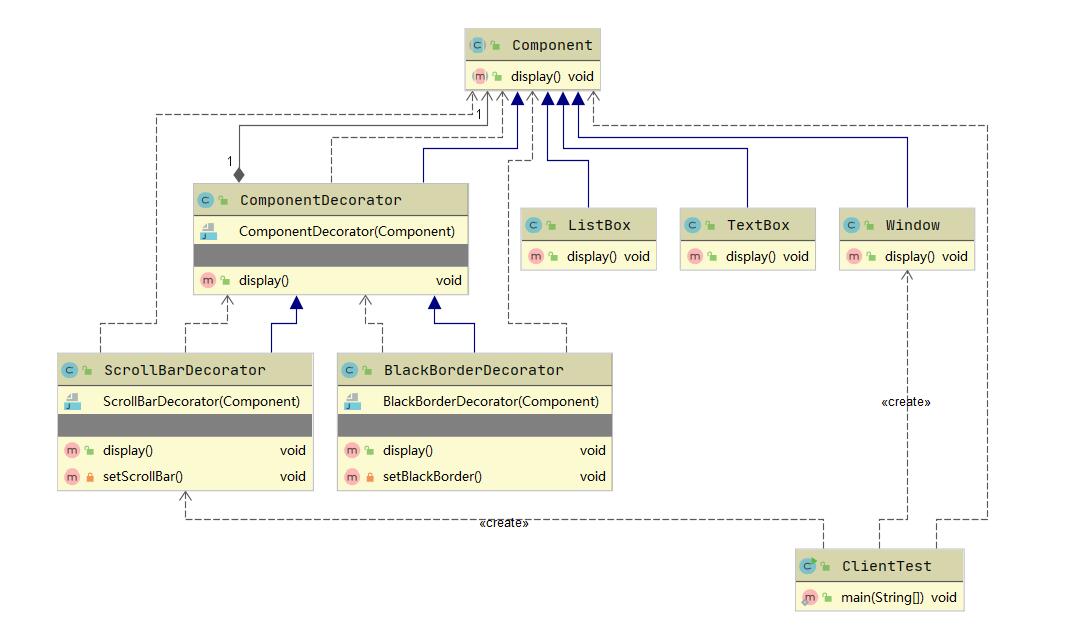 Component
display() void
1
1
ComponentDecorator
ComponentDecorator(Component)
display() void
ListBox
display() void
TextBox
display() void
Window
display() void
ScrollBarDecorator
ScrollBarDecorator(Component)
display() void
setScrollBar() void
BlackBorderDecorator
BlackBorderDecorator(Component)
display() void
setBlackBorder() void
«create»
«create»
ClientTest
main(String[]) void